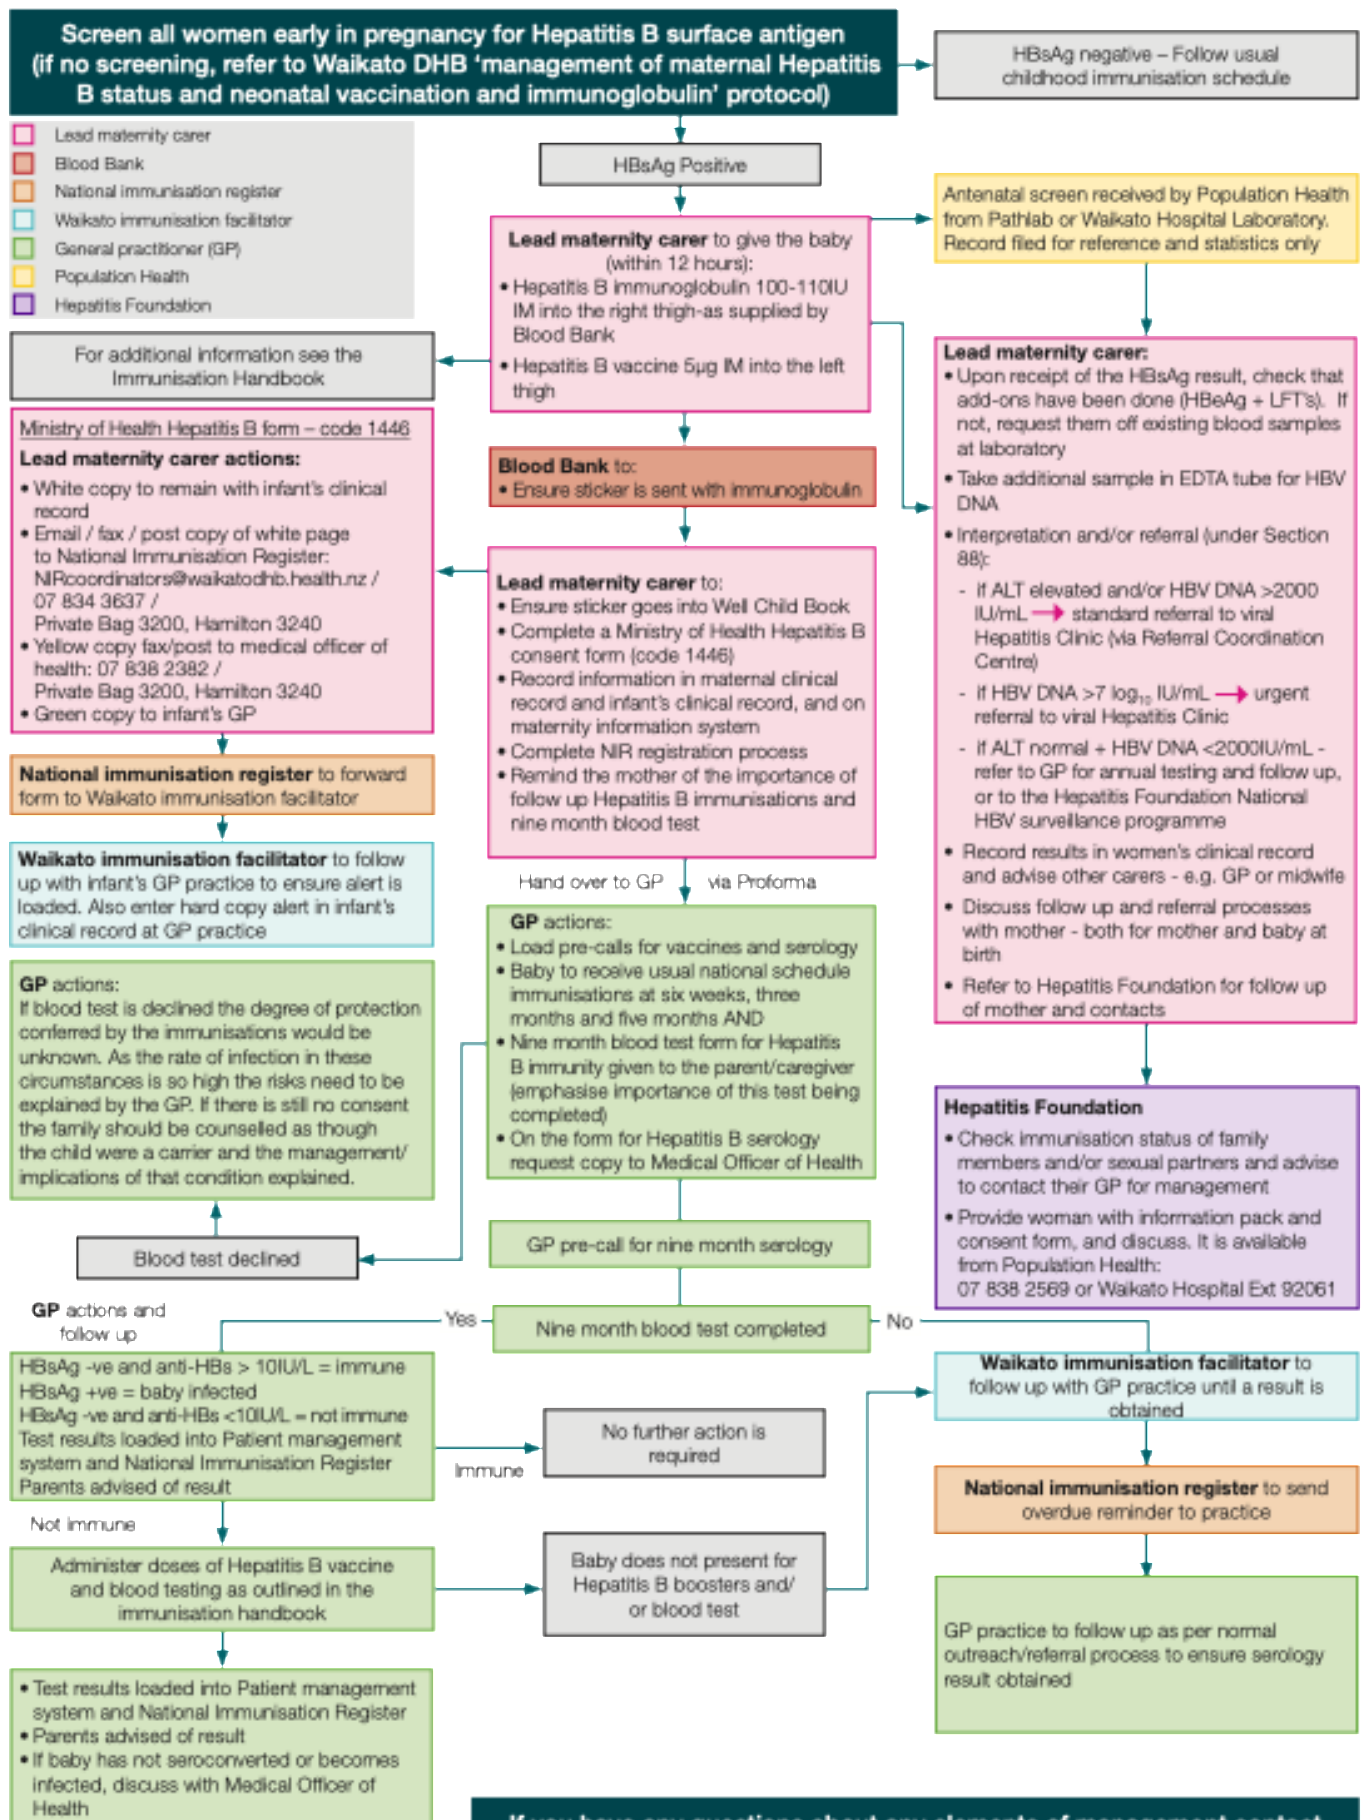 Screen all women early in pregnancy for Hepatitis B surface antigen
(if no screening, refer to Waikato DHB ‘management of maternal Hepatitis
B status and neonatal vaccination and immunoglobulin’ protocol)
HBsAg negative – Follow usual
childhood immunisation schedule
Lead maternity carer
Blood Bank
National immunisation register
Waikato immunisation facilitator
General practitioner (GP)
Population Health
Hepatitis Foundation
HBsAg Positive
Antenatal screen received by Population Health
from Pathlab or Waikato Hospital Laboratory.
Record filed for reference and statistics only
Lead maternity carer to give the baby
(within 12 hours):
• Hepatitis B immunoglobulin 100-110IU
IM into the right thigh-as supplied by
Blood Bank
• Hepatitis B vaccine 5µg IM into the left
thigh
For additional information see the
Immunisation Handbook
Lead maternity carer:
• Upon receipt of the HBsAg result, check that
add-ons have been done (HBeAg + LFT's). If
not, request them off existing blood samples
at laboratory
• Take additional sample in EDTA tube for HBV
DNA
• Interpretation and/or referral (under Section
88):
- if ALT elevated and/or HBV DNA >2000
IU/mL → standard referral to viral
Hepatitis Clinic (via Referral Coordination
Centre)
- if HBV DNA >7 log₁₀ IU/mL → urgent
referral to viral Hepatitis Clinic
- if ALT normal + HBV DNA <2000IU/mL -
refer to GP for annual testing and follow up,
or to the Hepatitis Foundation National
HBV surveillance programme
• Record results in women's clinical record
and advise other carers - e.g. GP or midwife
• Discuss follow up and referral processes
with mother - both for mother and baby at
birth
• Refer to Hepatitis Foundation for follow up
of mother and contacts
Ministry of Health Hepatitis B form – code 1446
Lead maternity carer actions:
• White copy to remain with infant's clinical
record
• Email / fax / post copy of white page
to National Immunisation Register:
NIRcoordinators@waikatodhb.health.nz /
07 834 3637 /
Private Bag 3200, Hamilton 3240
• Yellow copy fax/post to medical officer of
health: 07 838 2382 /
Private Bag 3200, Hamilton 3240
• Green copy to infant's GP
Blood Bank to:
• Ensure sticker is sent with immunoglobulin
Lead maternity carer to:
• Ensure sticker goes into Well Child Book
• Complete a Ministry of Health Hepatitis B
consent form (code 1446)
• Record information in maternal clinical
record and infant's clinical record, and on
maternity information system
• Complete NIR registration process
• Remind the mother of the importance of
follow up Hepatitis B immunisations and
nine month blood test
National immunisation register to forward
form to Waikato immunisation facilitator
Waikato immunisation facilitator to follow
up with infant's GP practice to ensure alert is
loaded. Also enter hard copy alert in infant's
clinical record at GP practice
Hand over to GP via Proforma
GP actions:
• Load pre-calls for vaccines and serology
• Baby to receive usual national schedule
immunisations at six weeks, three
months and five months AND
• Nine month blood test form for Hepatitis
B immunity given to the parent/caregiver
(emphasise importance of this test being
completed)
• On the form for Hepatitis B serology
request copy to Medical Officer of Health
GP actions:
If blood test is declined the degree of protection
conferred by the immunisations would be
unknown. As the rate of infection in these
circumstances is so high the risks need to be
explained by the GP. If there is still no consent
the family should be counselled as though
the child were a carrier and the management/
implications of that condition explained.
Hepatitis Foundation
• Check immunisation status of family
members and/or sexual partners and advise
to contact their GP for management
• Provide woman with information pack and
consent form, and discuss. It is available
from Population Health:
07 838 2569 or Waikato Hospital Ext 92061
Blood test declined
GP pre-call for nine month serology
GP actions and
follow up
Yes
Nine month blood test completed
No
HBsAg -ve and anti-HBs > 10IU/L = immune
HBsAg +ve = baby infected
HBsAg -ve and anti-HBs <10IU/L = not immune
Test results loaded into Patient management
system and National Immunisation Register
Parents advised of result
Waikato immunisation facilitator to
follow up with GP practice until a result is
obtained
No further action is
required
Immune
National immunisation register to send
overdue reminder to practice
Not immune
Administer doses of Hepatitis B vaccine
and blood testing as outlined in the
immunisation handbook
Baby does not present for
Hepatitis B boosters and/
or blood test
GP practice to follow up as per normal
outreach/referral process to ensure serology
result obtained
• Test results loaded into Patient management
system and National Immunisation Register
• Parents advised of result
• If baby has not seroconverted or becomes
infected, discuss with Medical Officer of
Health
If you have any questions about any elements of management contact